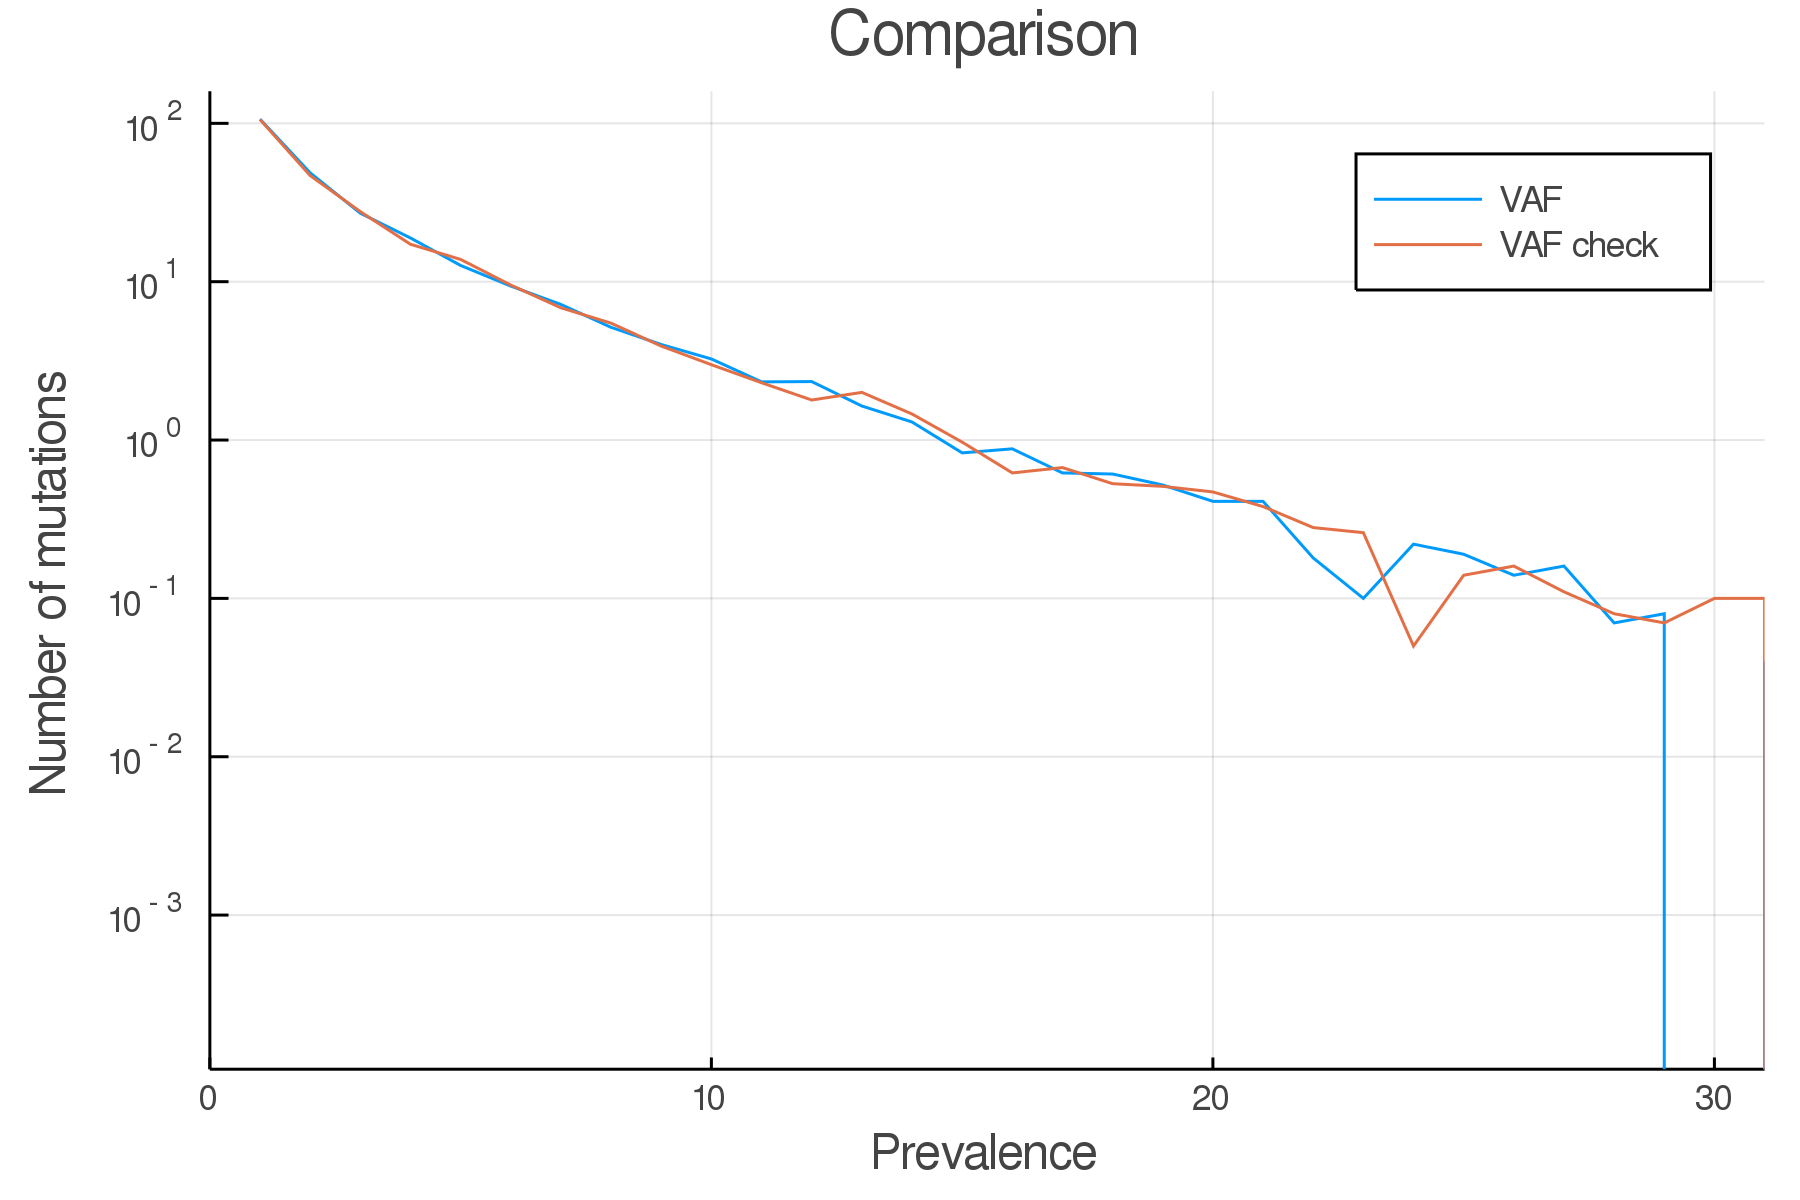 Comparison
Number of mutations
10^2
10^1
10^0
10^-1
10^-2
10^-3
VAF
VAF check
0 10 20 30
Prevalence